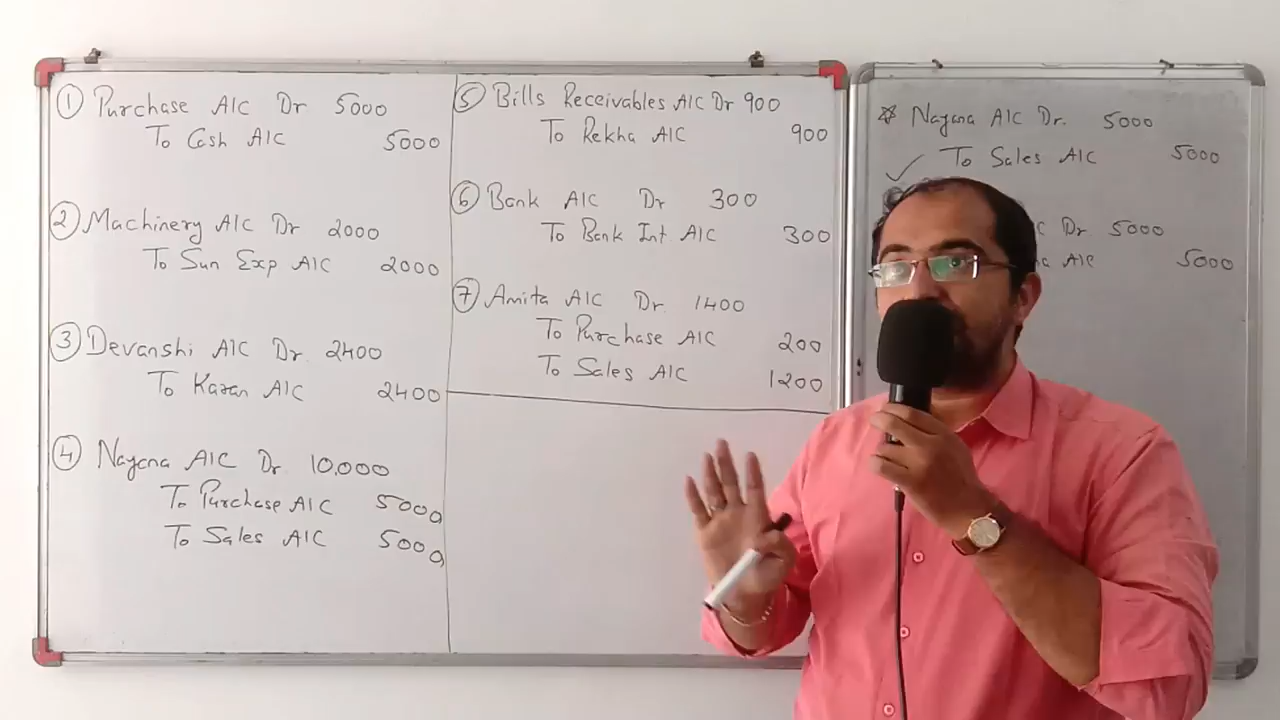 ① Purchase A/C Dr 5000
To Cash A/C 5000
② Machinery A/C Dr 2000
To Sun Exp A/C 2000
③ Devanshi A/C Dr. 2400
To Karan A/C 2400
④ Nayana A/C Dr. 10,000
To Purchase A/C 5000
To Sales A/C 5000
⑤ Bills Receivables A/C Dr 900
To Rekha A/C 900
⑥ Bank A/C Dr 300
To Bank Int A/C 300
⑦ Amita A/C Dr. 1400
To Purchase A/C 200
To Sales A/C 1200
Nayana A/C Dr. 5000
To Sales A/C 5000
C Dr 5000
A/C 5000